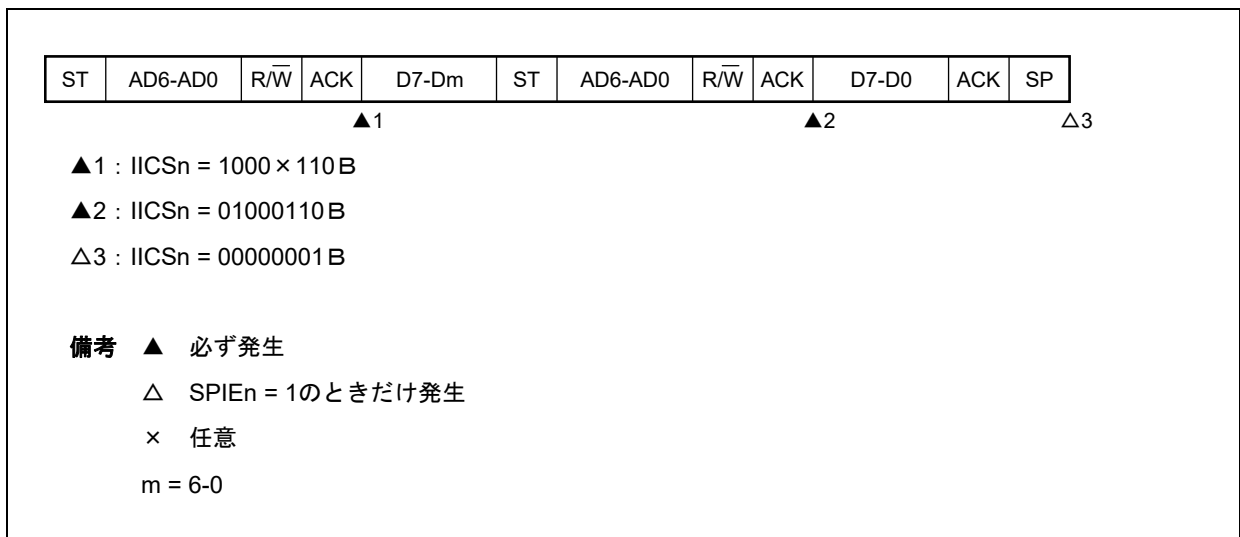 ST AD6-AD0 R/W̅ ACK D7-Dm ST AD6-AD0 R/W̅ ACK D7-D0 ACK SP
▲1 ▲2 △3
▲1：IICSn = 1000×110B
▲2：IICSn = 01000110B
△3：IICSn = 00000001B
備考 ▲ 必ず発生
△ SPIEn = 1のときだけ発生
× 任意
m = 6-0